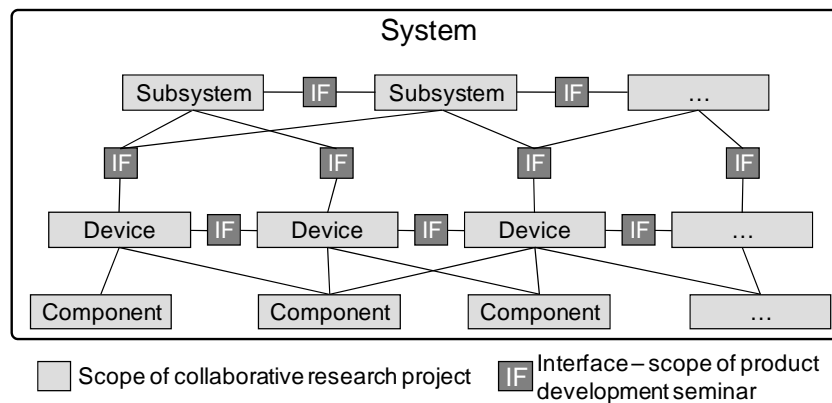 System
Subsystem IF Subsystem IF ...
IF IF IF IF
Device IF Device IF Device IF ...
Component Component Component ...
Scope of collaborative research project
IF Interface – scope of product
development seminar